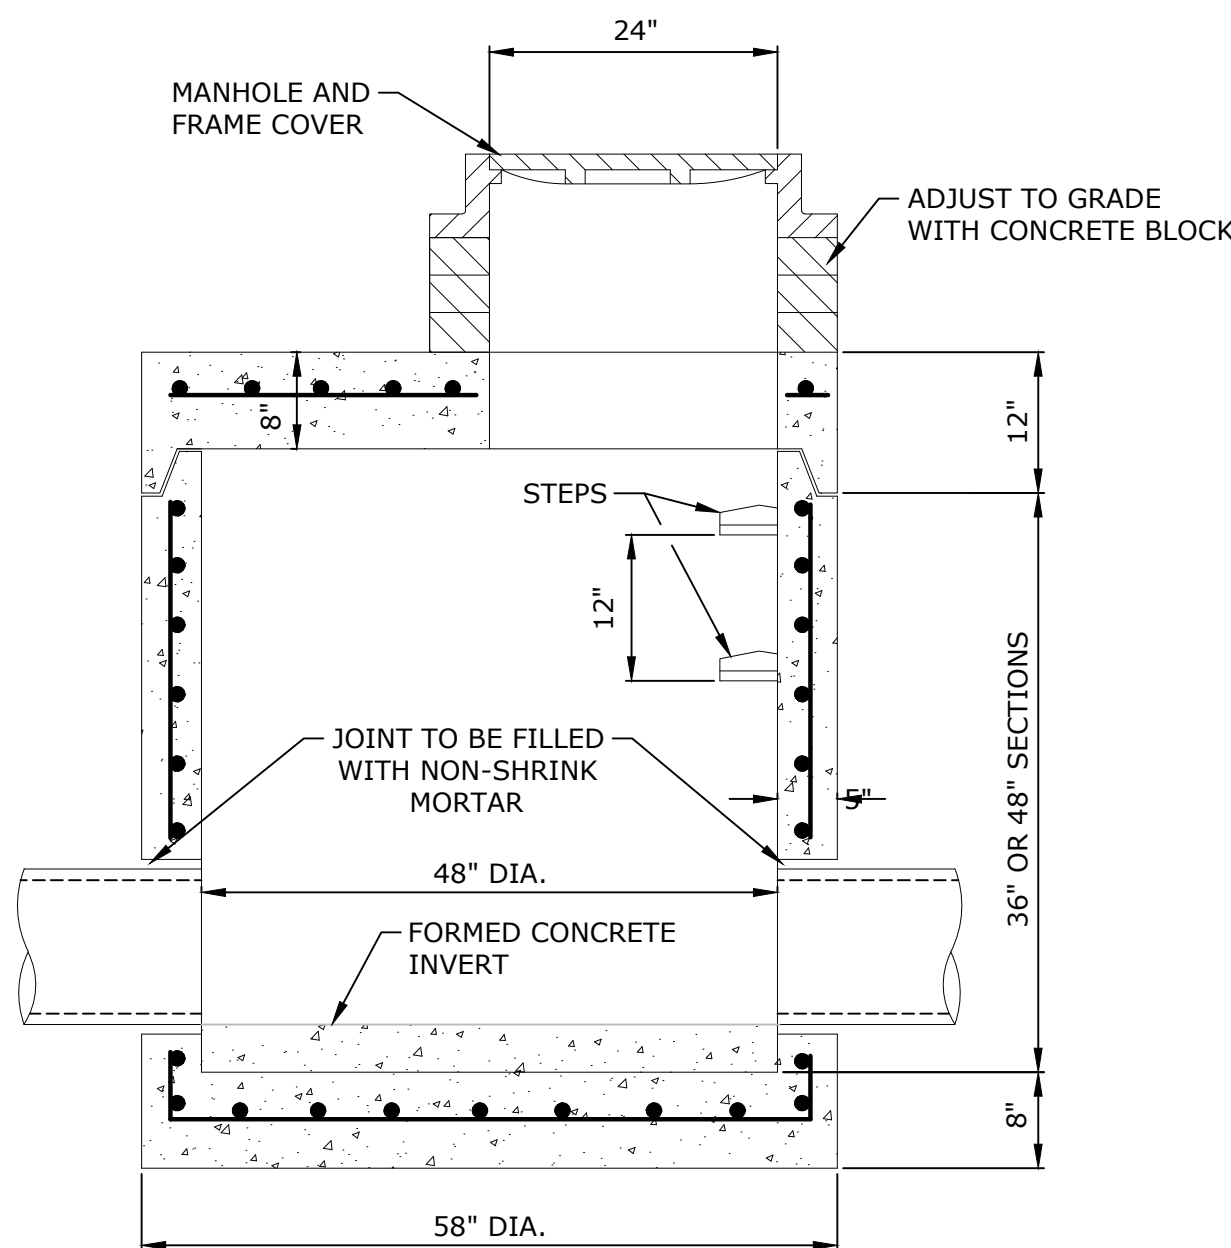 24"
MANHOLE AND
FRAME COVER
ADJUST TO GRADE
WITH CONCRETE BLOCK
8"
12"
STEPS
12"
36" OR 48" SECTIONS
JOINT TO BE FILLED
WITH NON-SHRINK
MORTAR
5"
48" DIA.
FORMED CONCRETE
INVERT
8"
58" DIA.